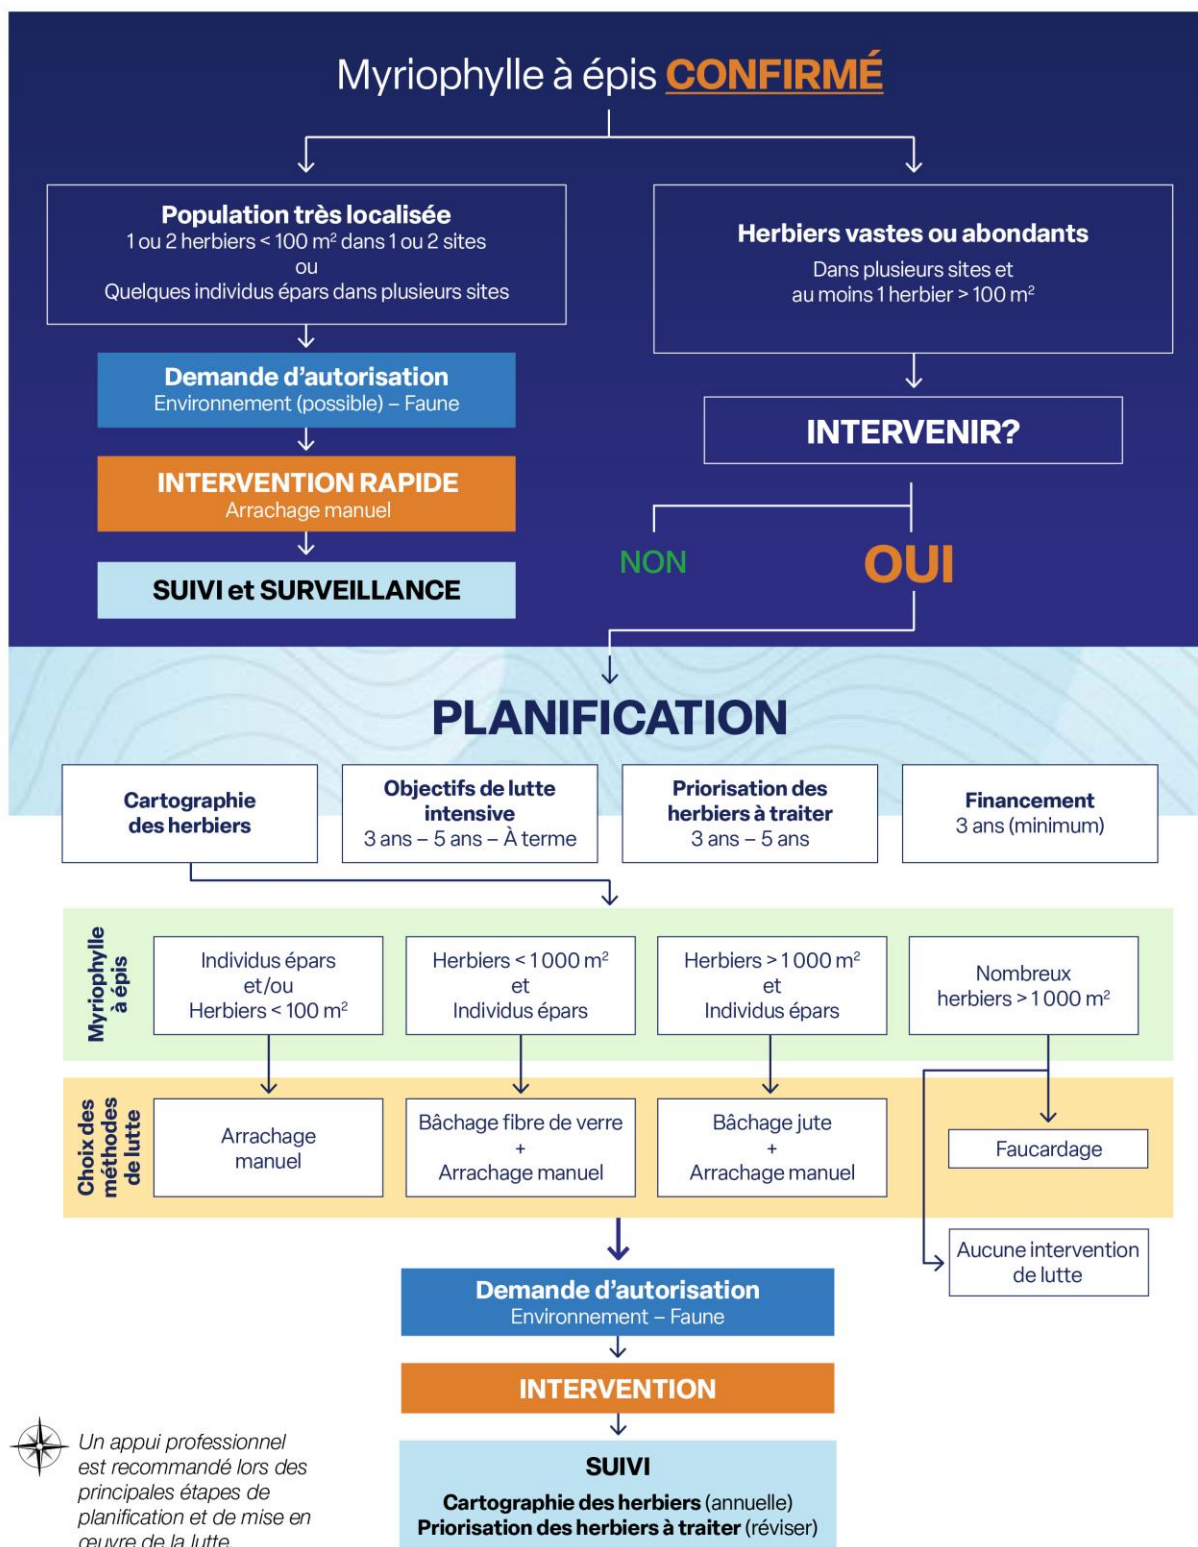 Myriophylle à épis CONFIRMÉ
Population très localisée
1 ou 2 herbiers < 100 m² dans 1 ou 2 sites
ou
Quelques individus épars dans plusieurs sites
Demande d'autorisation
Environnement (possible) – Faune
INTERVENTION RAPIDE
Arrachage manuel
SUIVI et SURVEILLANCE
Herbiers vastes ou abondants
Dans plusieurs sites et
au moins 1 herbier > 100 m²
INTERVENIR?
NON
OUI
PLANIFICATION
Cartographie
des herbiers
Objectifs de lutte
intensive
3 ans – 5 ans – À terme
Priorisation des
herbiers à traiter
3 ans – 5 ans
Financement
3 ans (minimum)
Myriophylle
à épis
Individus épars
et/ou
Herbiers < 100 m²
Herbiers < 1 000 m²
et
Individus épars
Herbiers > 1 000 m²
et
Individus épars
Nombreux
herbiers > 1 000 m²
Choix des
méthodes
de lutte
Arrachage
manuel
Bâchage fibre de verre
+
Arrachage manuel
Bâchage jute
+
Arrachage manuel
Faucardage
Aucune intervention
de lutte
Demande d'autorisation
Environnement – Faune
INTERVENTION
SUIVI
Cartographie des herbiers (annuelle)
Priorisation des herbiers à traiter (réviser)
Un appui professionnel
est recommandé lors des
principales étapes de
planification et de mise en
œuvre de la lutte.